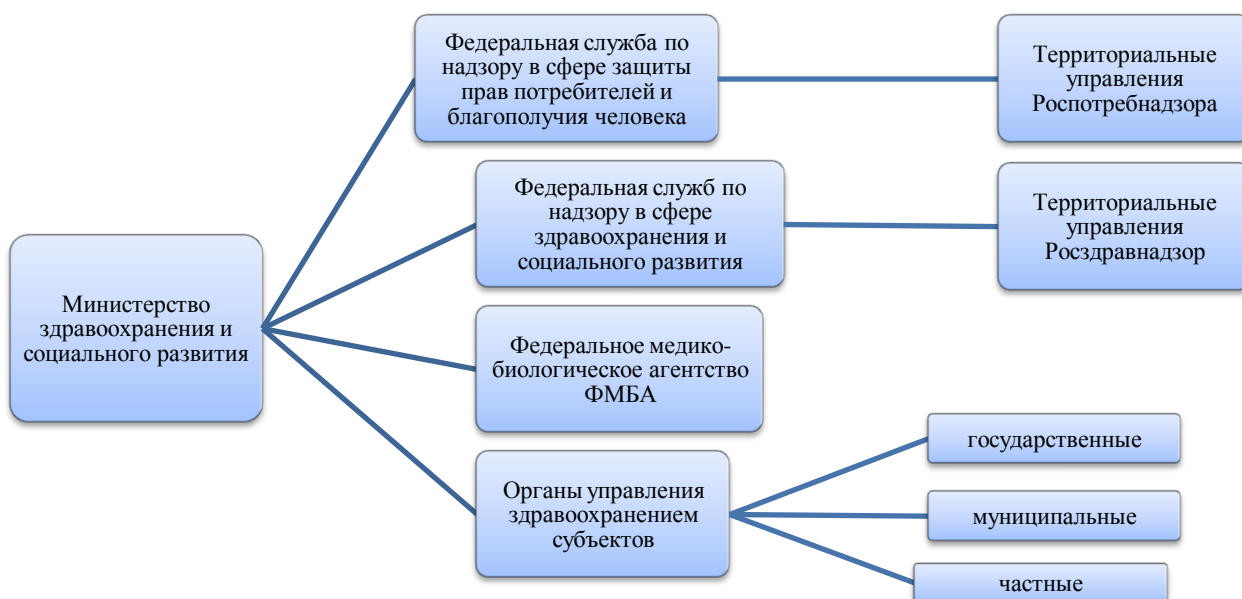 Федеральная служба по
надзору в сфере защиты
прав потребителей и
благополучия человека
Территориальные
управления
Роспотребнадзора
Федеральная служб по
надзору в сфере
здравоохранения и
социального развития
Территориальные
управления
Росздравнадзор
Министерство
здравоохранения и
социального развития
Федеральное медико-
биологическое агентство
ФМБА
Органы управления
здравоохранением
субъектов
государственные
муниципальные
частные